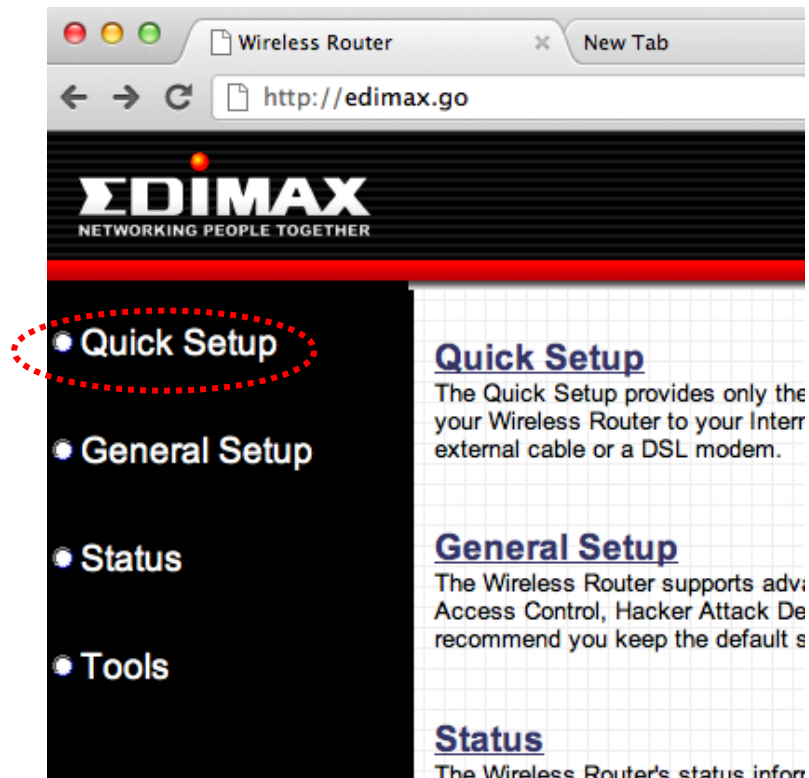 Wireless Router
New Tab
http://edimax.go
EDIMAX
NETWORKING PEOPLE TOGETHER
Quick Setup
General Setup
Status
Tools
Quick Setup
The Quick Setup provides only the
your Wireless Router to your Intern
external cable or a DSL modem.
General Setup
The Wireless Router supports adva
Access Control, Hacker Attack De
recommend you keep the default s
Status
The Wireless Router's status inform